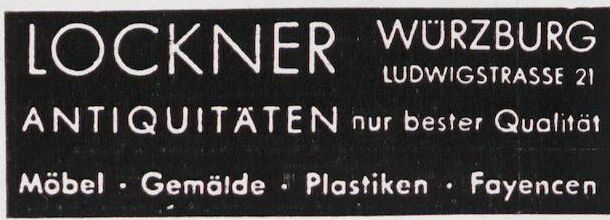 LOCKNER WÜRZBURG
LUDWIGSTRASSE 21
ANTIQUITÄTEN nur bester Qualität
Möbel · Gemälde · Plastiken · Fayencen